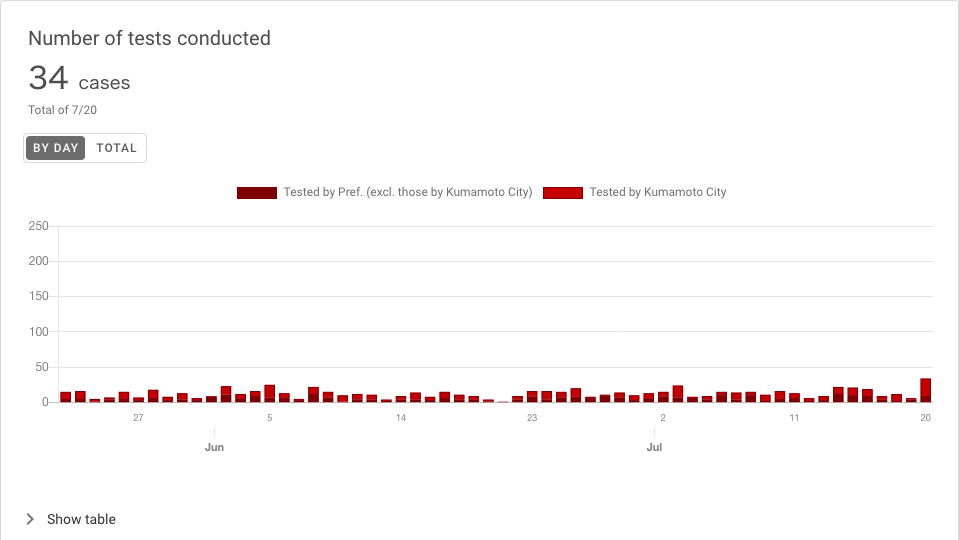 Number of tests conducted
34 cases
Total of 7/20
BY DAY TOTAL
Tested by Pref. (excl. those by Kumamoto City) Tested by Kumamoto City
250
200
150
100
50
0
27 5 14 23 2 11 20
Jun Jul
Show table